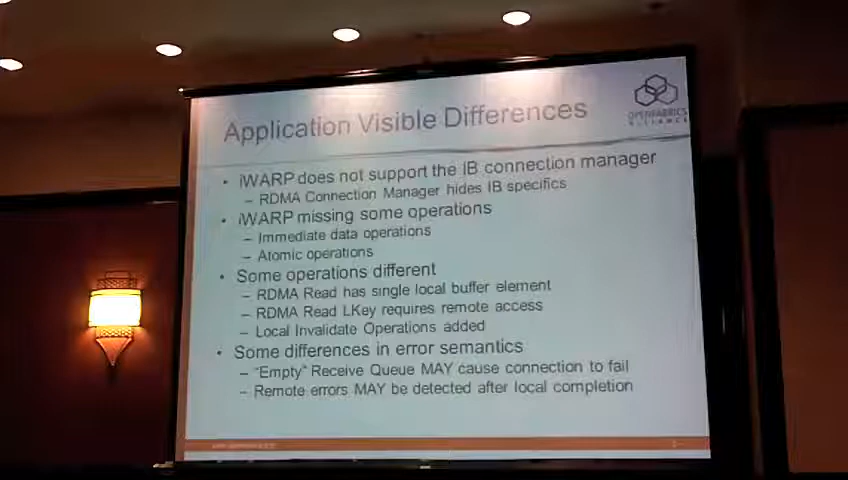 Application Visible Differences
OPENFABRICS
ALLIANCE
• iWARP does not support the IB connection manager
– RDMA Connection Manager hides IB specifics
• iWARP missing some operations
– Immediate data operations
– Atomic operations
• Some operations different
– RDMA Read has single local buffer element
– RDMA Read LKey requires remote access
– Local Invalidate Operations added
• Some differences in error semantics
– "Empty" Receive Queue MAY cause connection to fail
– Remote errors MAY be detected after local completion